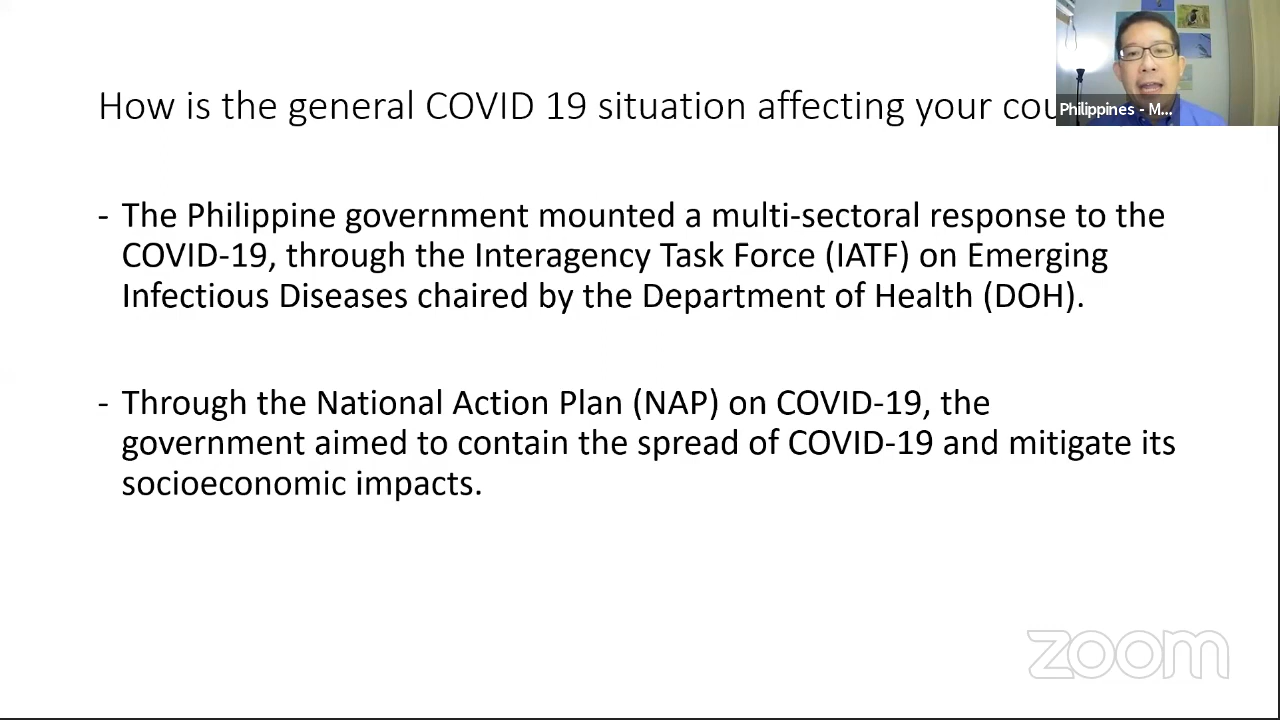 How is the general COVID 19 situation affecting your cou
Philippines - M...
- The Philippine government mounted a multi-sectoral response to the
COVID-19, through the Interagency Task Force (IATF) on Emerging
Infectious Diseases chaired by the Department of Health (DOH).
- Through the National Action Plan (NAP) on COVID-19, the
government aimed to contain the spread of COVID-19 and mitigate its
socioeconomic impacts.
zoom